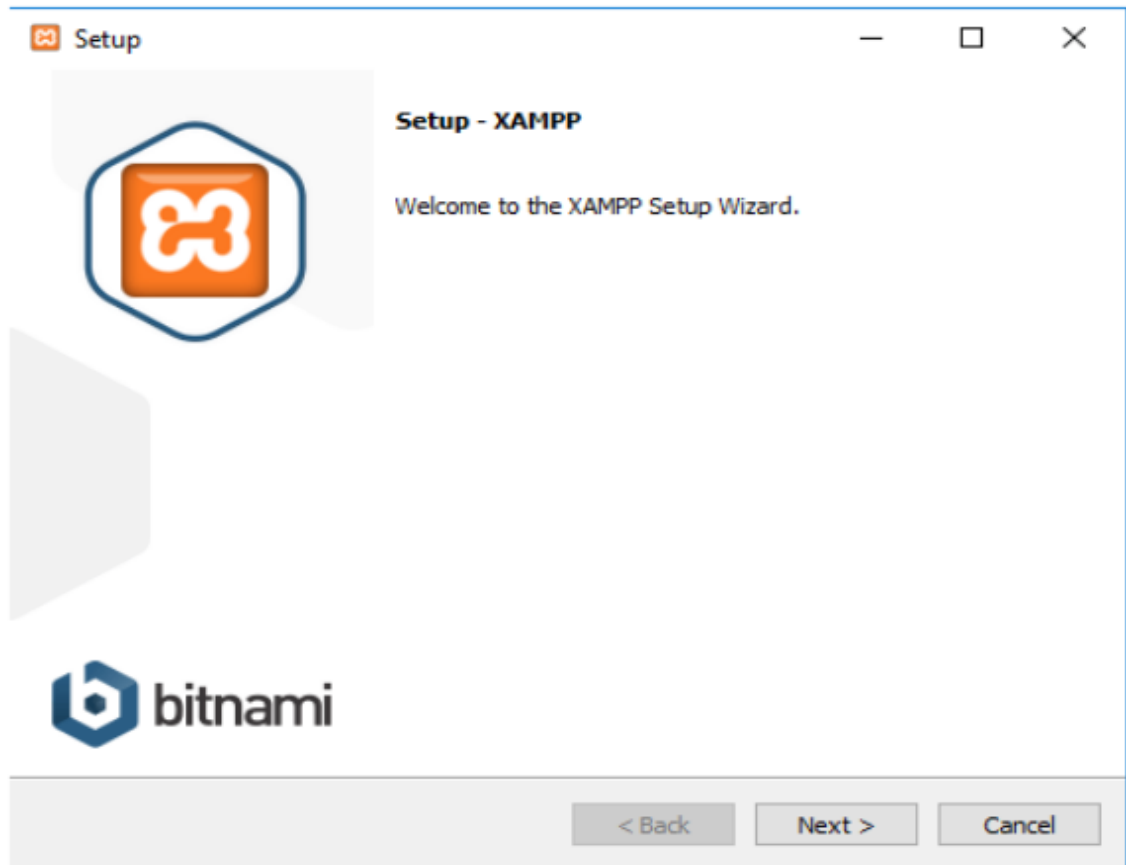 Setup
Setup - XAMPP
Welcome to the XAMPP Setup Wizard.
bitnami
< Back Next > Cancel